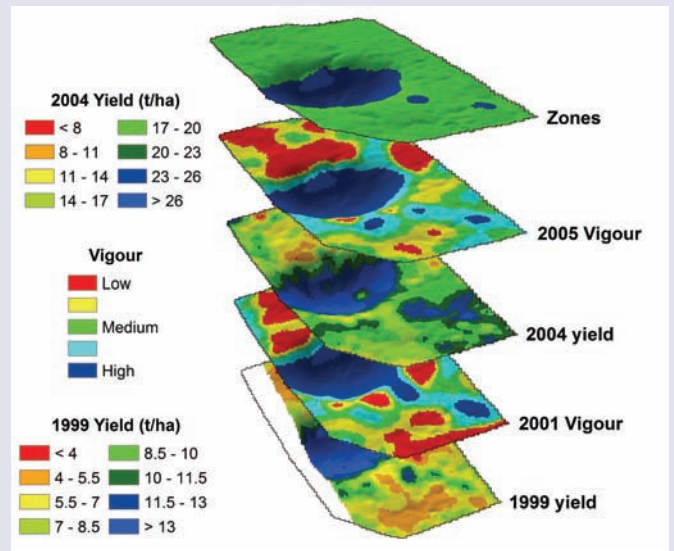 2004 Yield (t/ha)
< 8
17 - 20
8 - 11
20 - 23
11 - 14
23 - 26
14 - 17
> 26
Vigour
Low
Medium
High
1999 Yield (t/ha)
< 4
8.5 - 10
4 - 5.5
10 - 11.5
5.5 - 7
11.5 - 13
7 - 8.5
> 13
Zones
2005 Vigour
2004 yield
2001 Vigour
1999 yield